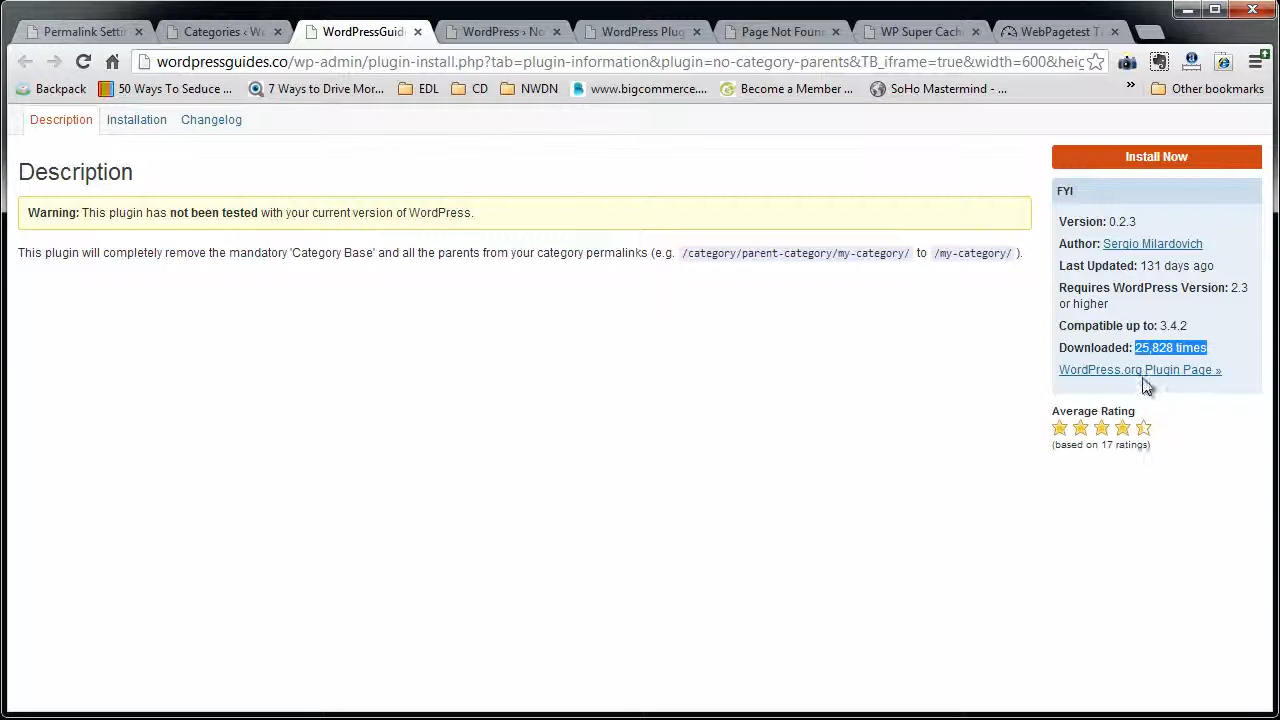 Permalink Setti
Categories ‹ W
WordPressGuid
WordPress › No
WordPress Plug
Page Not Foun
WP Super Cach
WebPagetest T
wordpressguides.co/wp-admin/plugin-install.php?tab=plugin-information&plugin=no-category-parents&TB_iframe=true&width=600&heig
Backpack
50 Ways To Seduce ...
7 Ways to Drive Mor...
EDL
CD
NWDN
www.bigcommerce....
Become a Member ...
SoHo Mastermind - ...
»
Other bookmarks
Description
Installation
Changelog
Description
Warning: This plugin has not been tested with your current version of WordPress.
This plugin will completely remove the mandatory 'Category Base' and all the parents from your category permalinks (e.g. /category/parent-category/my-category/ to /my-category/ ).
Install Now
FYI
Version: 0.2.3
Author: Sergio Milardovich
Last Updated: 131 days ago
Requires WordPress Version: 2.3
or higher
Compatible up to: 3.4.2
Downloaded: 25,828 times
WordPress.org Plugin Page »
Average Rating
(based on 17 ratings)